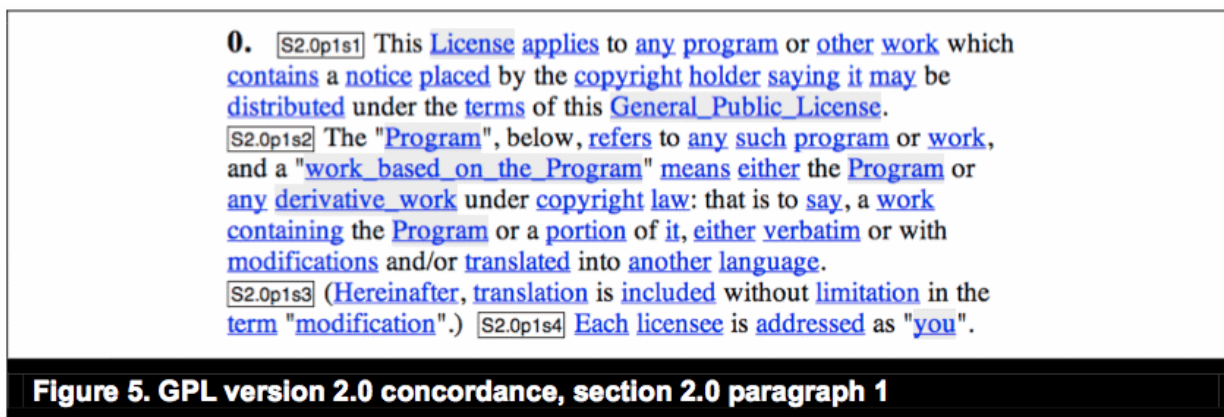 0. S2.0p1s1 This License applies to any program or other work which
contains a notice placed by the copyright holder saying it may be
distributed under the terms of this General_Public_License.
S2.0p1s2 The "Program", below, refers to any such program or work,
and a "work_based_on_the_Program" means either the Program or
any derivative_work under copyright law: that is to say, a work
containing the Program or a portion of it, either verbatim or with
modifications and/or translated into another language.
S2.0p1s3 (Hereinafter, translation is included without limitation in the
term "modification".) S2.0p1s4 Each licensee is addressed as "you".
Figure 5. GPL version 2.0 concordance, section 2.0 paragraph 1